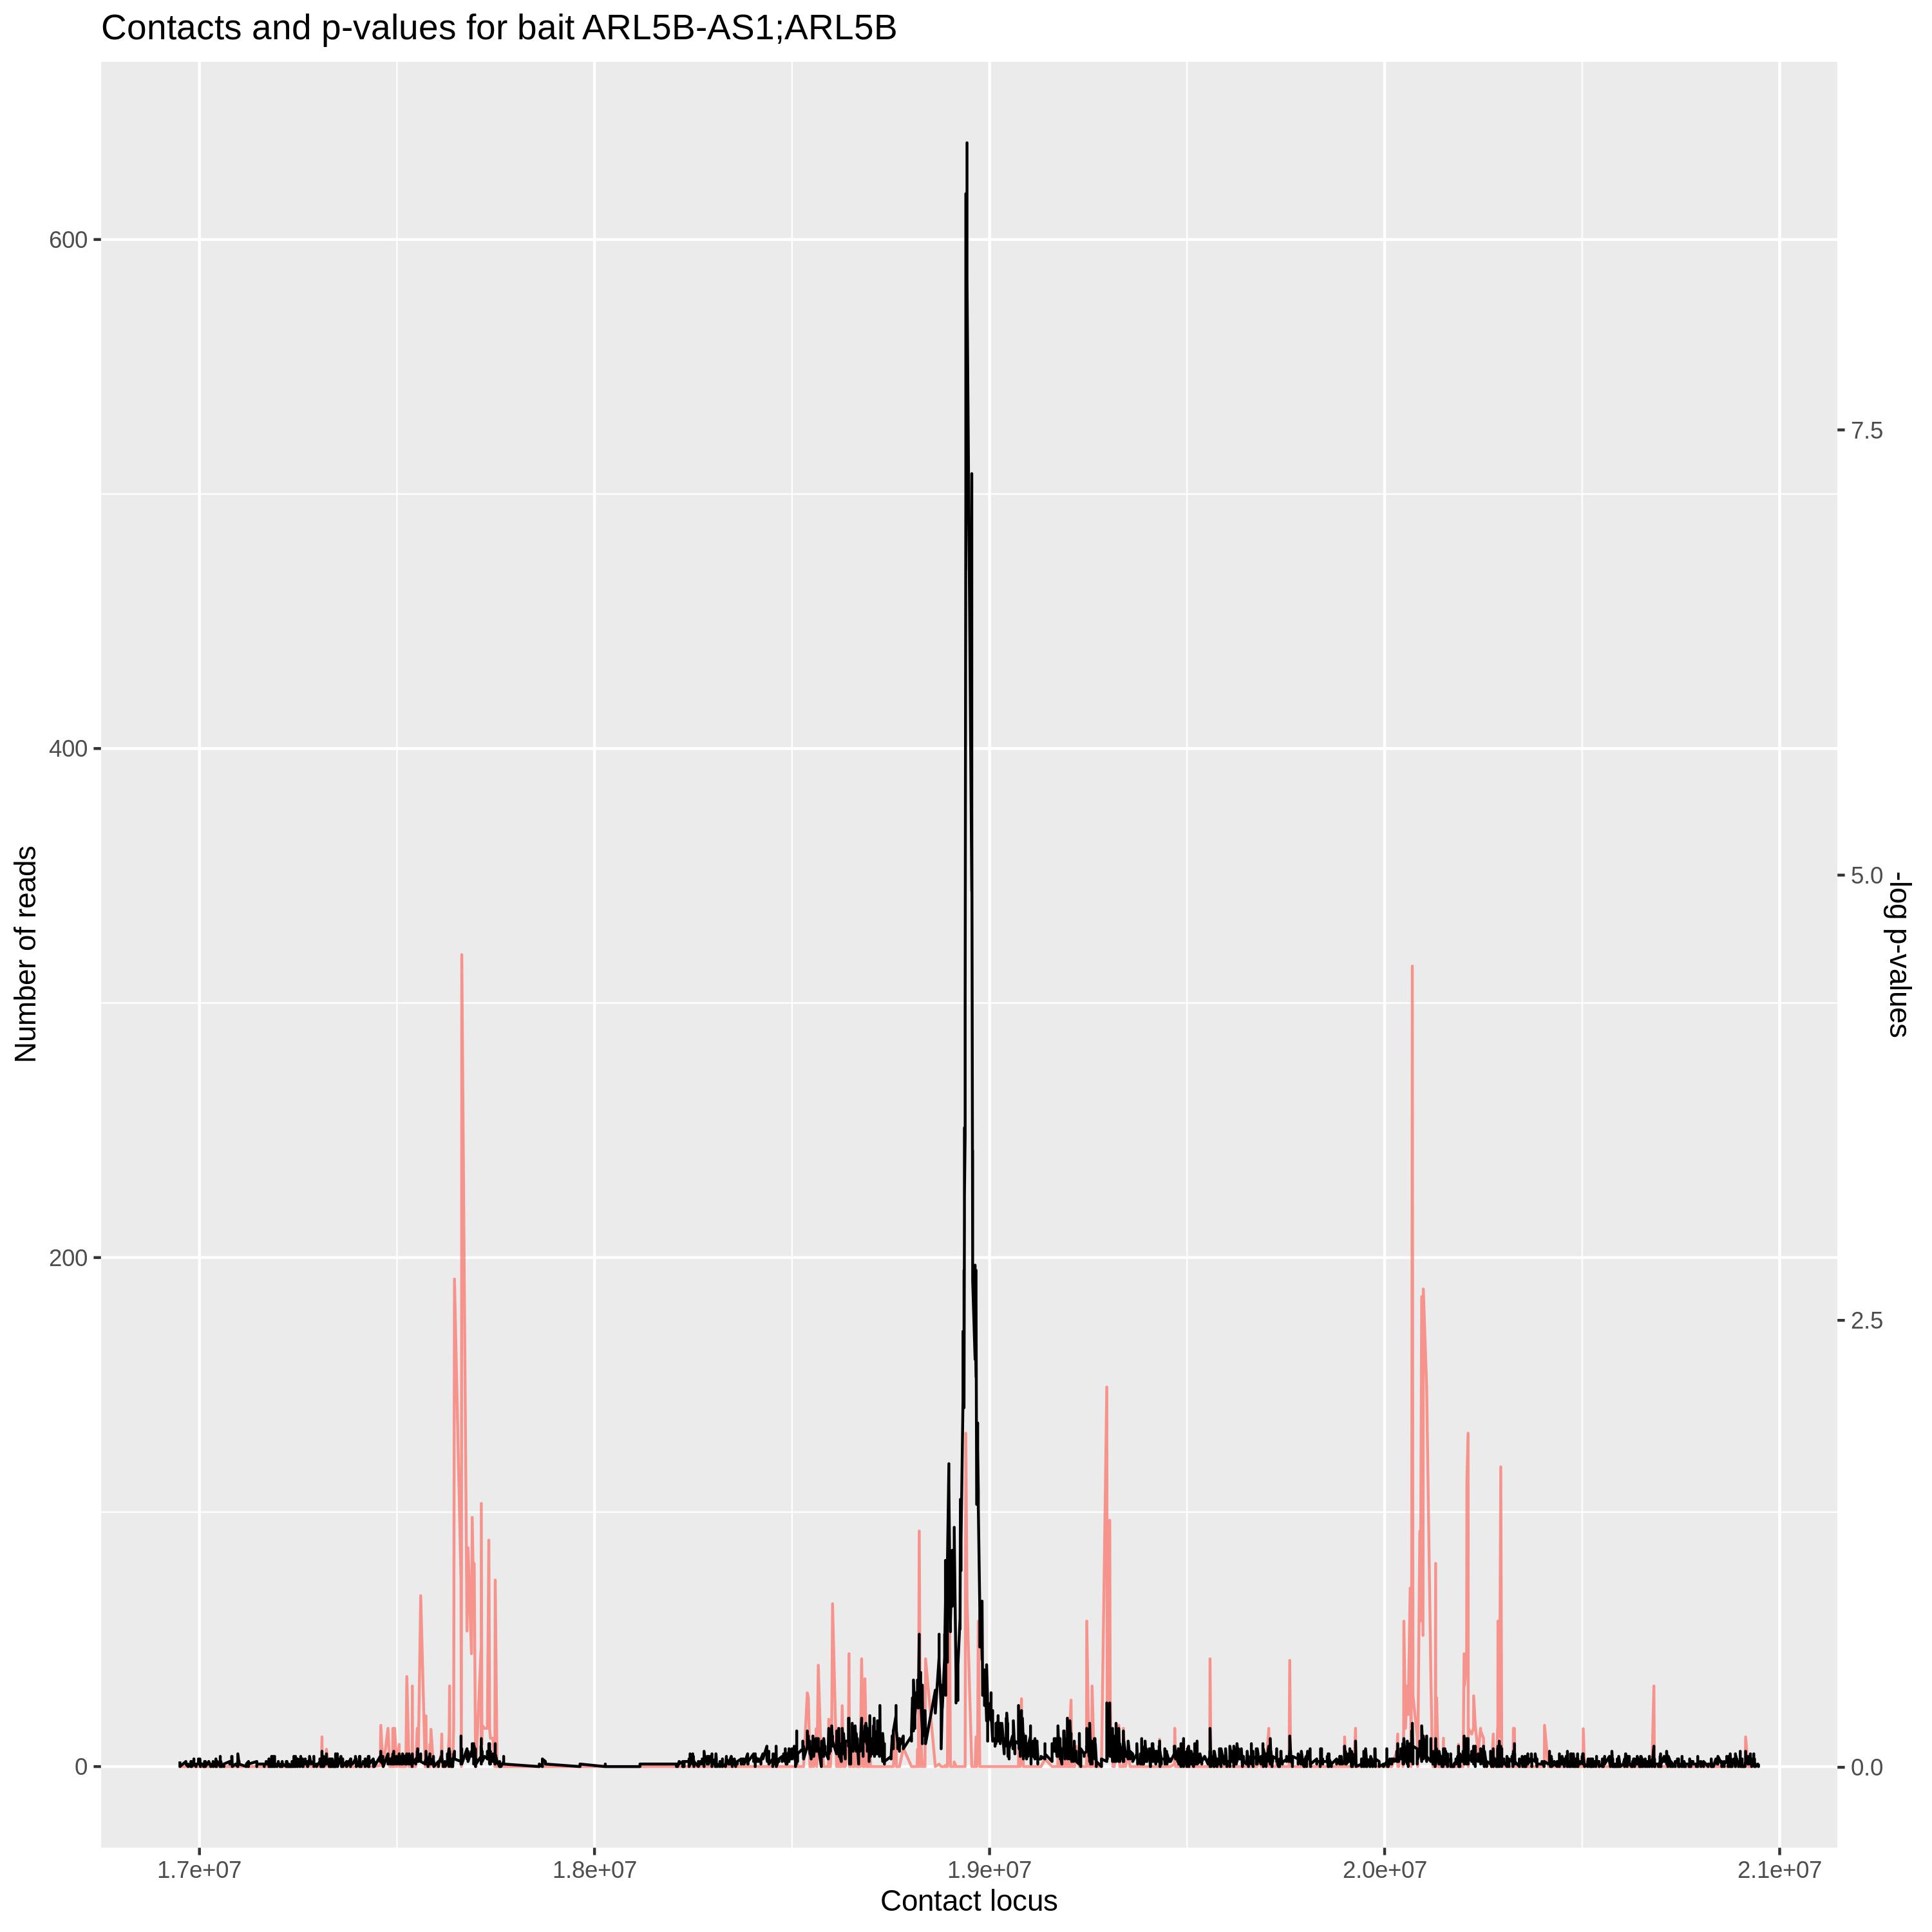 Contacts and p-values for bait ARL5B-AS1;ARL5B
600
400
200
0
Number of reads
7.5
5.0
2.5
0.0
-log p-values
1.7e+07
1.8e+07
1.9e+07
2.0e+07
2.1e+07
Contact locus